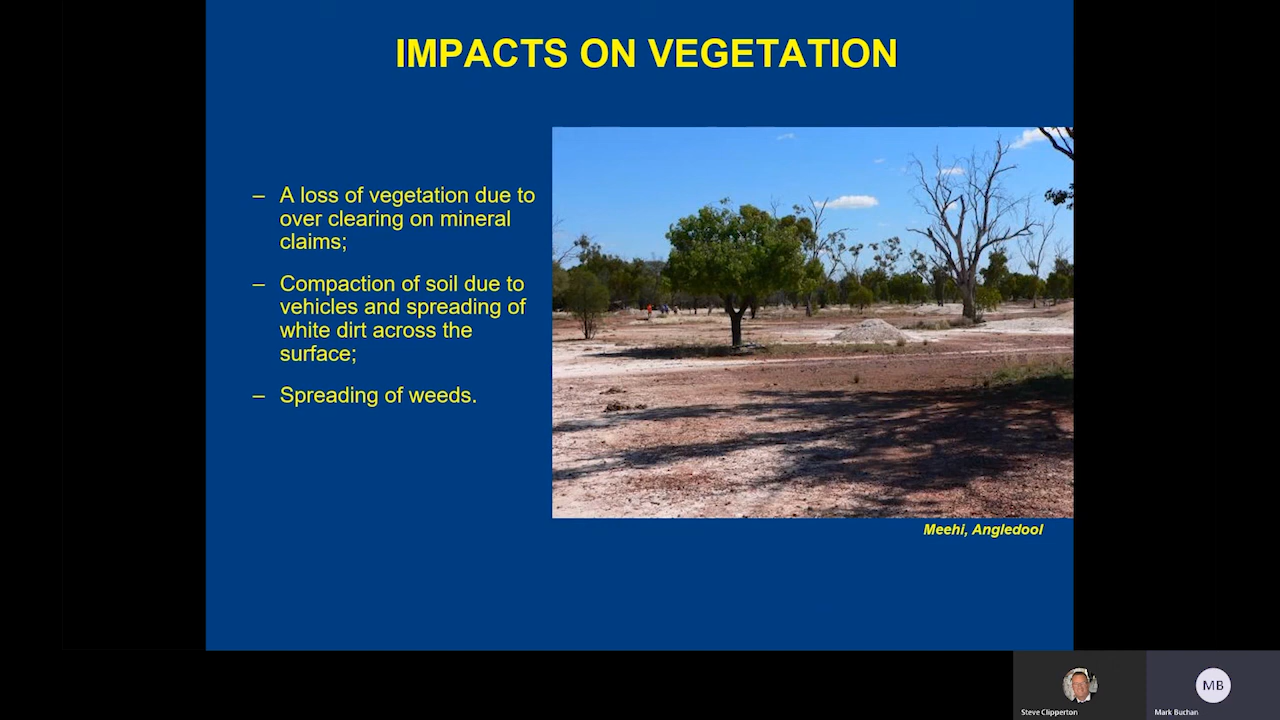 IMPACTS ON VEGETATION
– A loss of vegetation due to
over clearing on mineral
claims;
– Compaction of soil due to
vehicles and spreading of
white dirt across the
surface;
– Spreading of weeds.
Meehi, Angledool
MB
Steve Clipperton
Mark Buchan